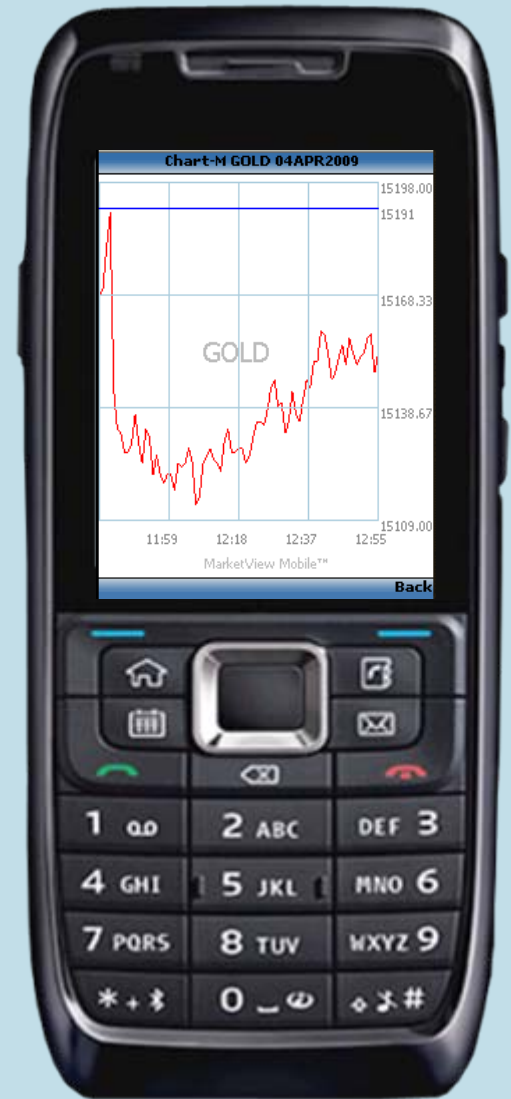 Chart-M GOLD 04APR2009
15198.00
15191
15168.33
GOLD
15138.67
15109.00
11:59 12:18 12:37 12:55
MarketView Mobile™
Back
1
2 ABC
DEF 3
4 GHI
5 JKL
MNO 6
7 PQRS
8 TUV
WXYZ 9
* +
0
#